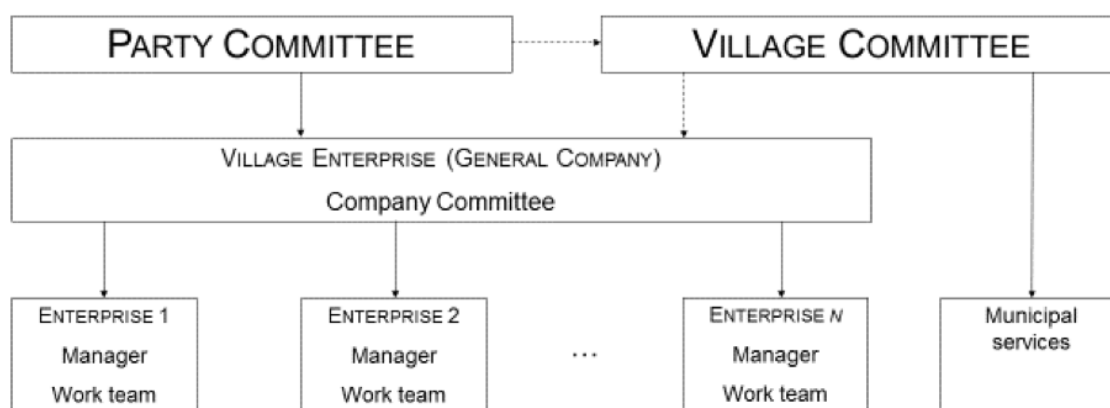 PARTY COMMITTEE
VILLAGE COMMITTEE
VILLAGE ENTERPRISE (GENERAL COMPANY)
Company Committee
ENTERPRISE 1
Manager
Work team
ENTERPRISE 2
Manager
Work team
...
ENTERPRISE N
Manager
Work team
Municipal
services